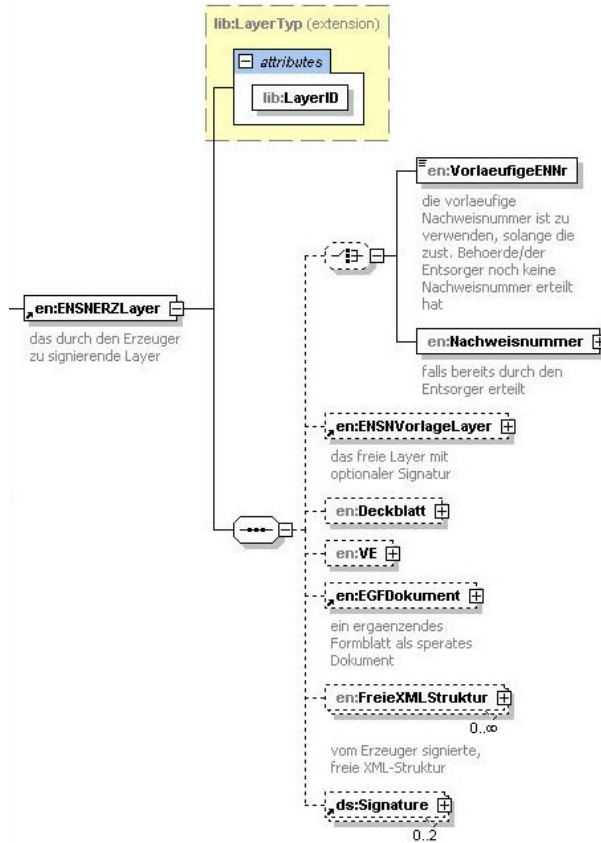 lib:LayerTyp (extension)
attributes
lib:LayerID
en:VorlaeufigeENNr
die vorlaeufige
Nachweisnummer ist zu
verwenden, solange die
zust. Behoerde/der
Entsorger noch keine
Nachweisnummer erteilt
hat
en:ENSNERZLayer
das durch den Erzeuger
zu signierende Layer
en:Nachweisnummer
falls bereits durch den
Entsorger erteilt
en:ENSNVorlageLayer
das freie Layer mit
optionaler Signatur
en:Deckblatt
en:VE
en:EGFDokument
ein ergaenzendes
Formblatt als sperates
Dokument
en:FreieXMLStruktur
0..∞
vom Erzeuger signierte,
freie XML-Struktur
ds:Signature
0..2